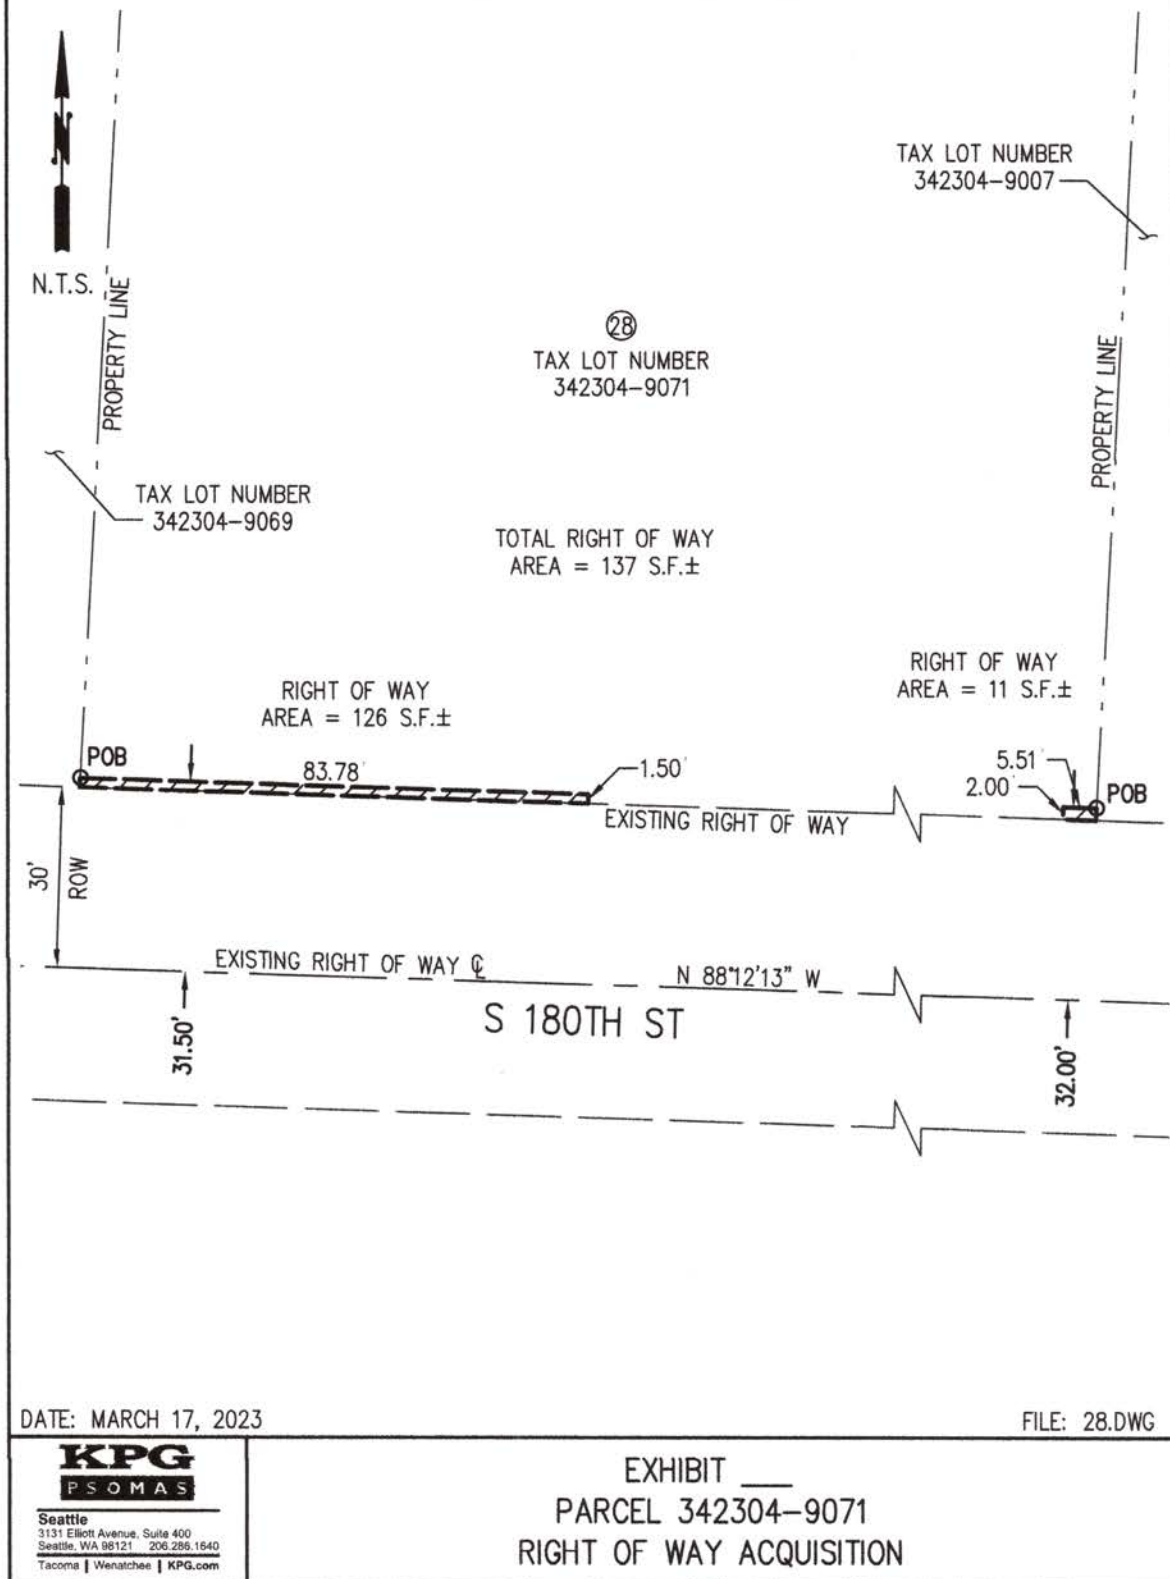 N
N.T.S.
PROPERTY LINE
TAX LOT NUMBER
342304-9007
28
TAX LOT NUMBER
342304-9071
PROPERTY LINE
TAX LOT NUMBER
342304-9069
TOTAL RIGHT OF WAY
AREA = 137 S.F.±
RIGHT OF WAY
AREA = 126 S.F.±
RIGHT OF WAY
AREA = 11 S.F.±
POB
83.78'
1.50'
5.51'
2.00'
POB
EXISTING RIGHT OF WAY
30'
ROW
EXISTING RIGHT OF WAY ℄
N 88°12'13" W
S 180TH ST
31.50'
32.00'
DATE: MARCH 17, 2023
FILE: 28.DWG
KPG
PSOMAS
Seattle
3131 Elliott Avenue, Suite 400
Seattle, WA 98121 206.286.1640
Tacoma | Wenatchee | KPG.com
EXHIBIT ___
PARCEL 342304-9071
RIGHT OF WAY ACQUISITION